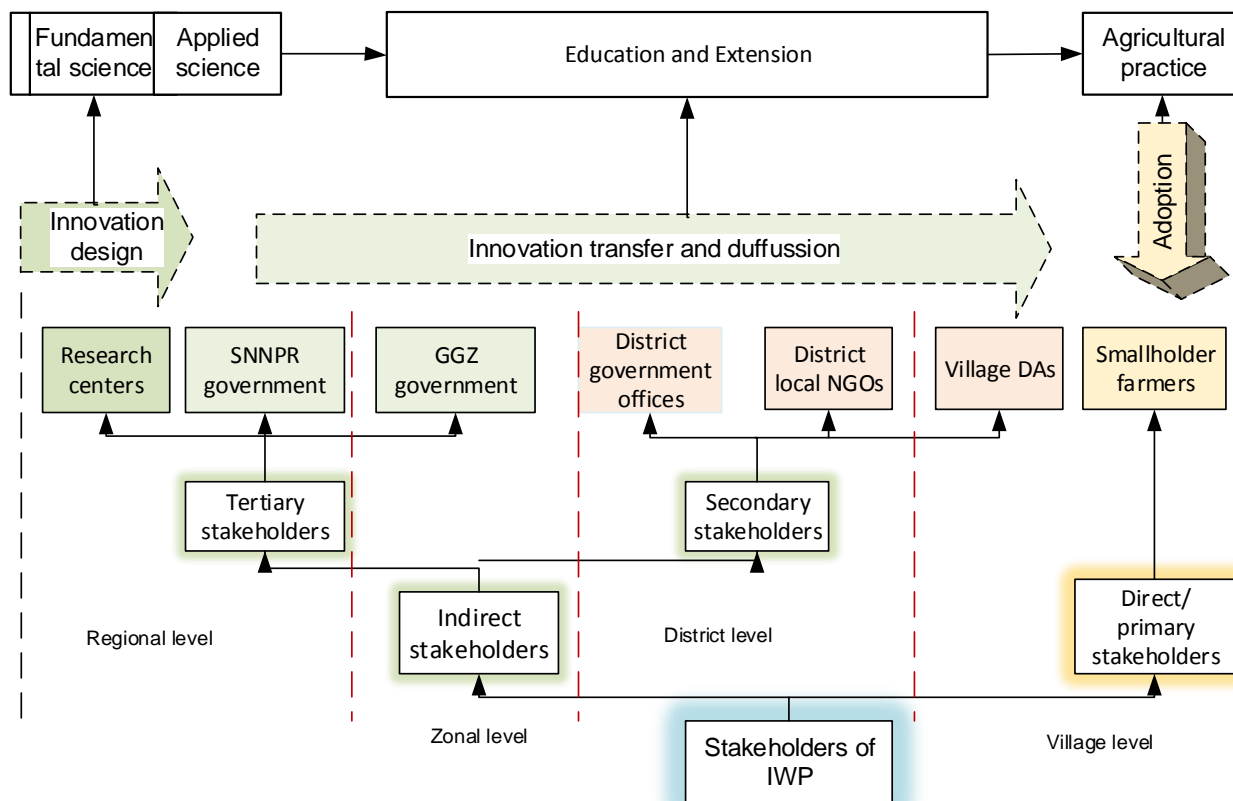 Fundamen
tal science
Applied
science
Education and Extension
Agricultural
practice
Innovation
design
Innovation transfer and duffussion
Adoption
Research
centers
SNNPR
government
GGZ
government
District
government
offices
District
local NGOs
Village DAs
Smallholder
farmers
Tertiary
stakeholders
Secondary
stakeholders
Indirect
stakeholders
Direct/
primary
stakeholders
Regional level
District level
Zonal level
Village level
Stakeholders of
IWP